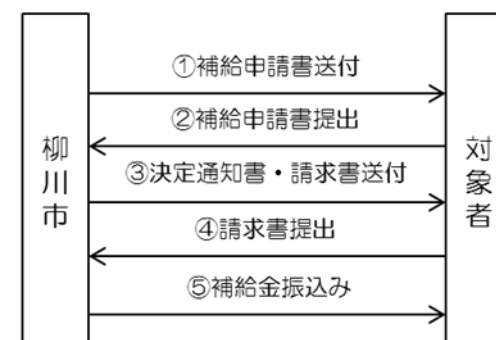 柳川市
①補給申請書送付
②補給申請書提出
③決定通知書・請求書送付
④請求書提出
⑤補給金振込み
対象者